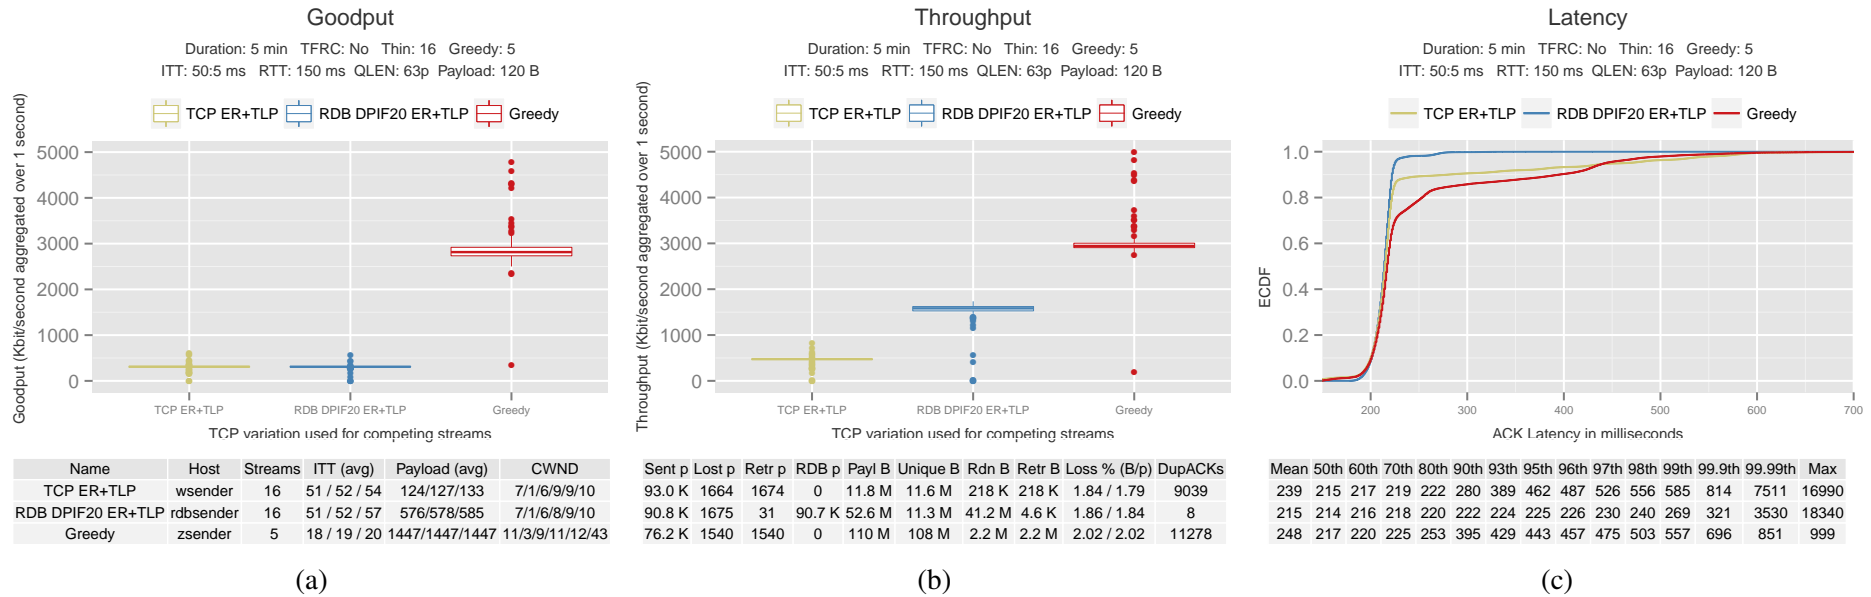 Goodput
Duration: 5 min TFRC: No Thin: 16 Greedy: 5
ITT: 50:5 ms RTT: 150 ms QLEN: 63p Payload: 120 B
TCP ER+TLP RDB DPIF20 ER+TLP Greedy
Goodput (Kbit/second aggregated over 1 second)
5000
4000
3000
2000
1000
0
TCP ER+TLP RDB DPIF20 ER+TLP Greedy
TCP variation used for competing streams
Name Host Streams ITT (avg) Payload (avg) CWND
TCP ER+TLP wsender 16 51 / 52 / 54 124/127/133 7/1/6/9/9/10
RDB DPIF20 ER+TLP rdbsender 16 51 / 52 / 57 576/578/585 7/1/6/8/9/10
Greedy zsender 5 18 / 19 / 20 1447/1447/1447 11/3/9/11/12/43
(a)
Throughput
Duration: 5 min TFRC: No Thin: 16 Greedy: 5
ITT: 50:5 ms RTT: 150 ms QLEN: 63p Payload: 120 B
TCP ER+TLP RDB DPIF20 ER+TLP Greedy
Throughput (Kbit/second aggregated over 1 second)
5000
4000
3000
2000
1000
0
TCP ER+TLP RDB DPIF20 ER+TLP Greedy
TCP variation used for competing streams
Sent p Lost p Retr p RDB p Payl B Unique B Rdn B Retr B Loss % (B/p) DupACKs
93.0 K 1664 1674 0 11.8 M 11.6 M 218 K 218 K 1.84 / 1.79 9039
90.8 K 1675 31 90.7 K 52.6 M 11.3 M 41.2 M 4.6 K 1.86 / 1.84 8
76.2 K 1540 1540 0 110 M 108 M 2.2 M 2.2 M 2.02 / 2.02 11278
(b)
Latency
Duration: 5 min TFRC: No Thin: 16 Greedy: 5
ITT: 50:5 ms RTT: 150 ms QLEN: 63p Payload: 120 B
TCP ER+TLP RDB DPIF20 ER+TLP Greedy
ECDF
1.0
0.8
0.6
0.4
0.2
0.0
200 300 400 500 600 700
ACK Latency in milliseconds
Mean 50th 60th 70th 80th 90th 93th 95th 96th 97th 98th 99th 99.9th 99.99th Max
239 215 217 219 222 280 389 462 487 526 556 585 814 7511 16990
215 214 216 218 220 222 224 225 226 230 240 269 321 3530 18340
248 217 220 225 253 395 429 443 457 475 503 557 696 851 999
(c)